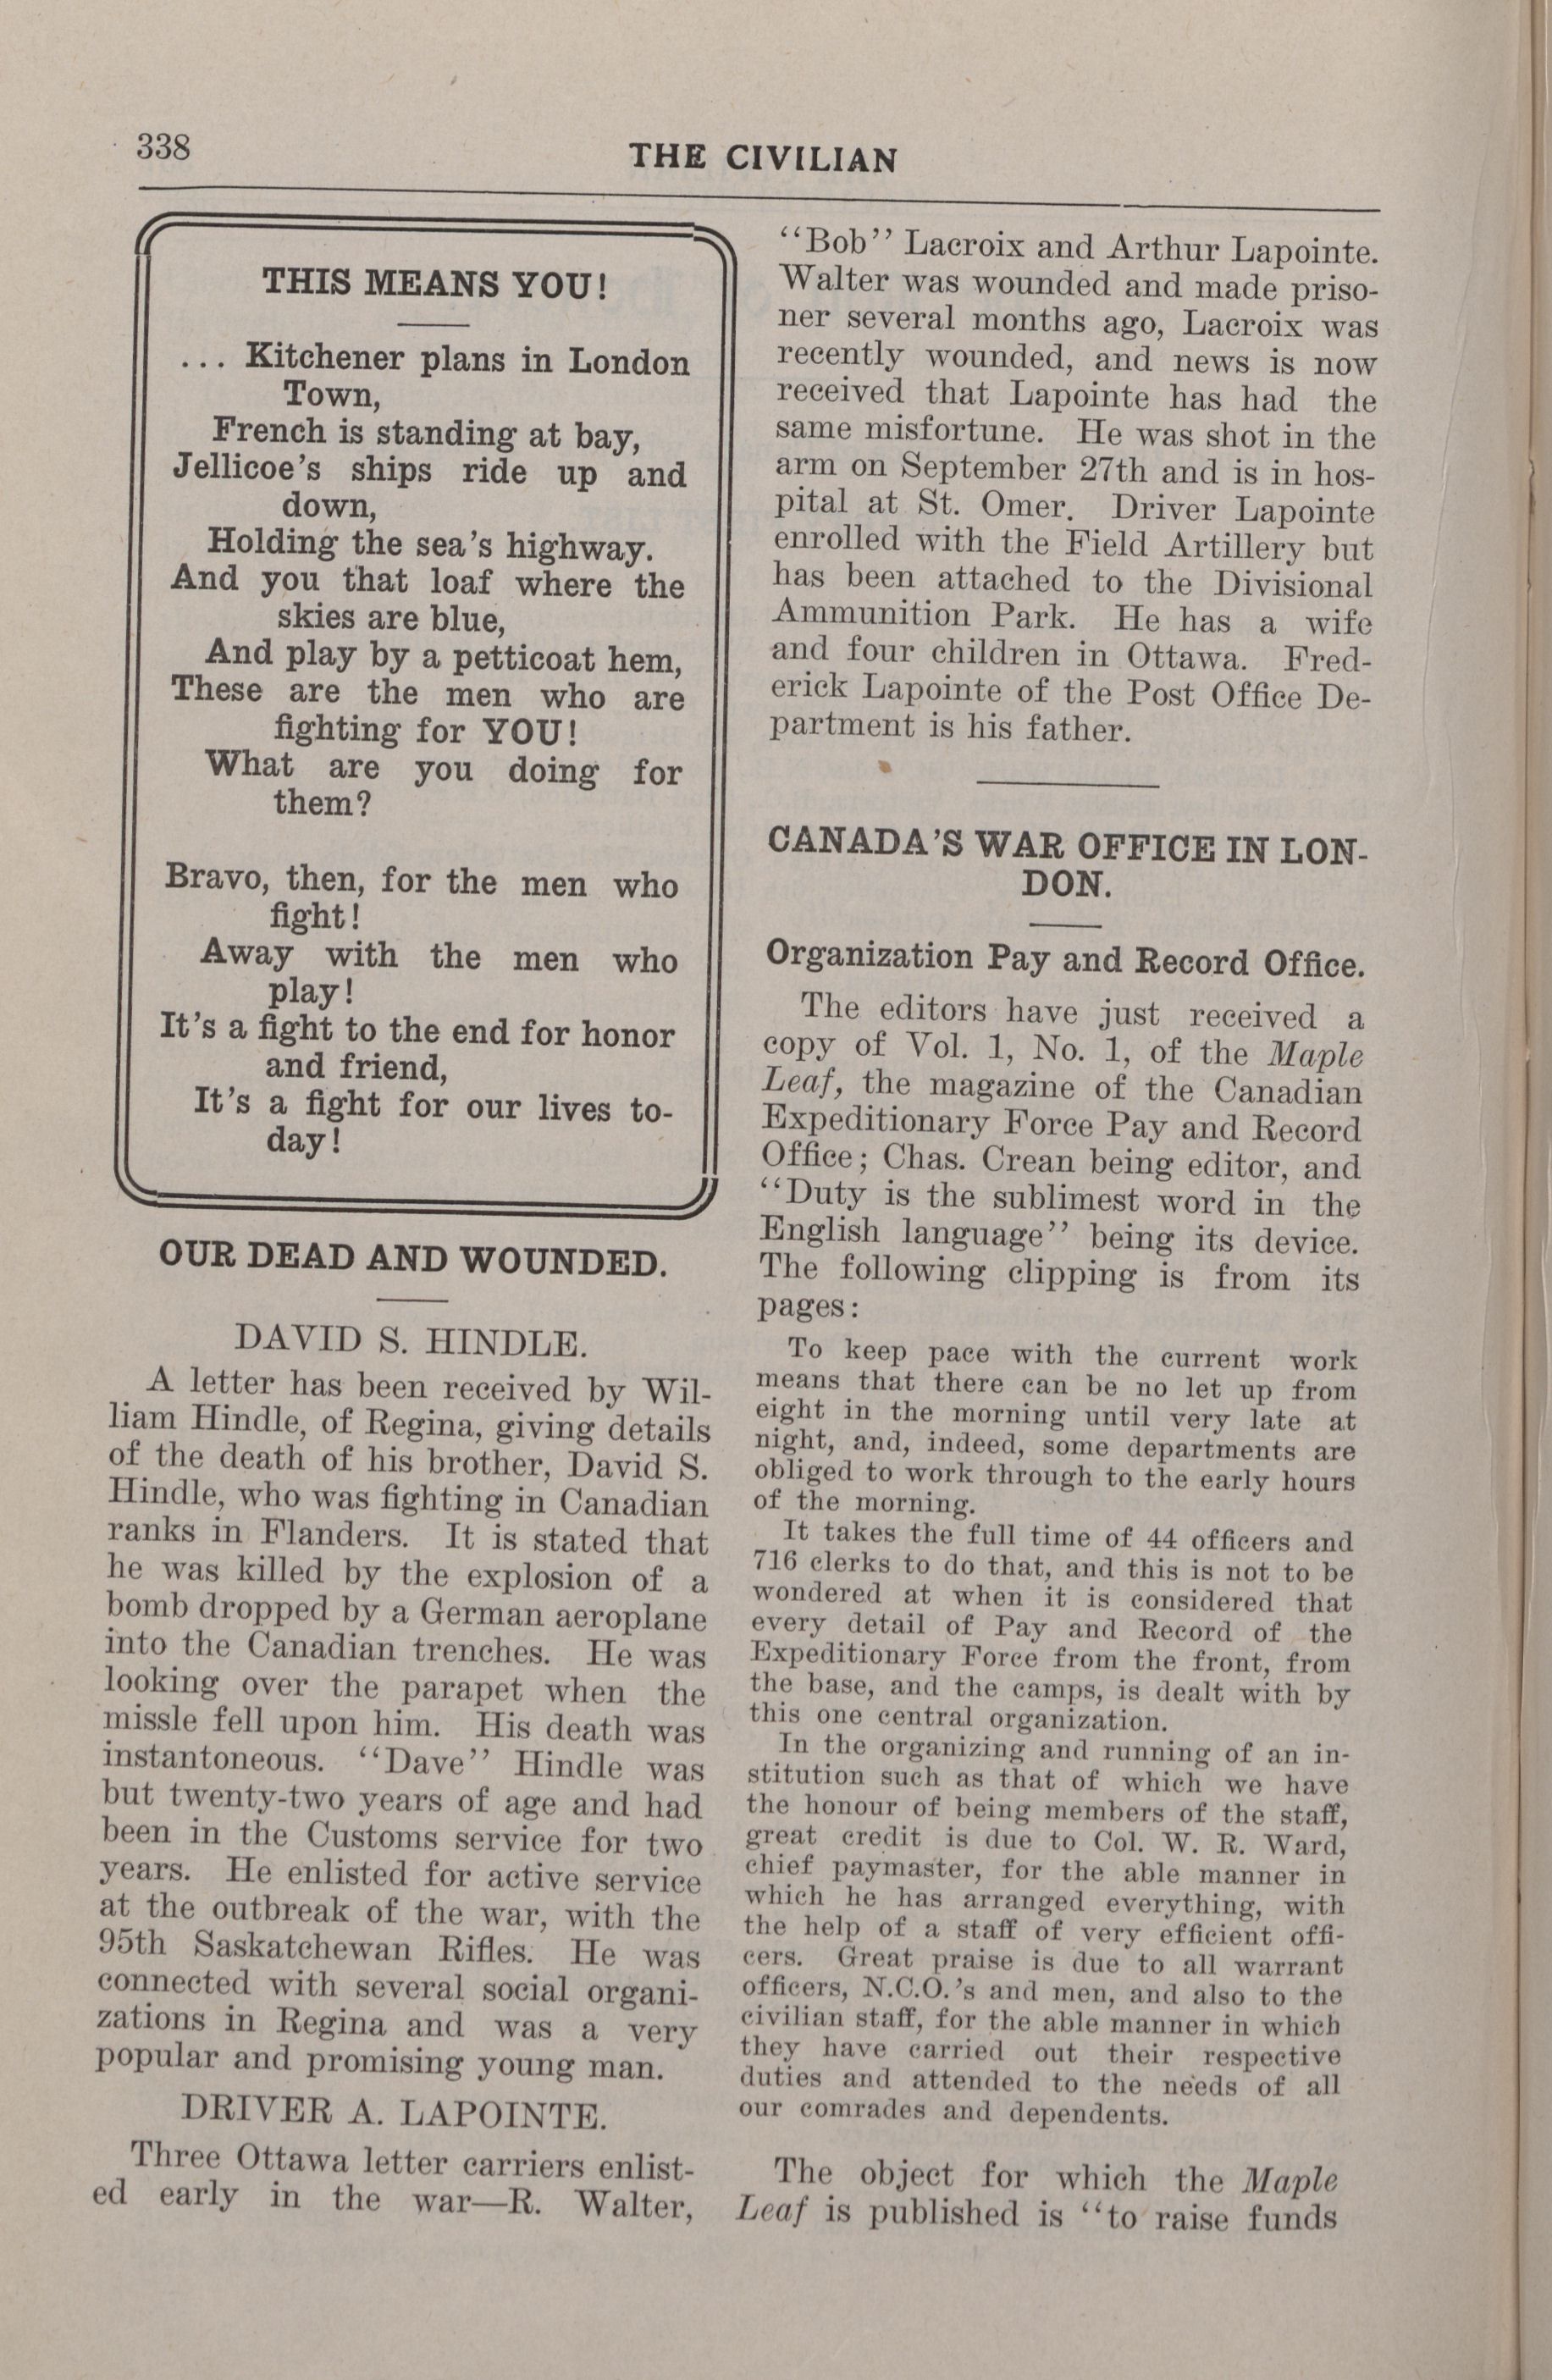 338
THE CIVILIAN
THIS MEANS YOU!
... Kitchener plans in London
Town,
French is standing at bay,
Jellicoe's ships ride up and
down,
Holding the sea's highway.
And you that loaf where the
skies are blue,
And play by a petticoat hem,
These are the men who are
fighting for YOU!
What are you doing for
them?
Bravo, then, for the men who
fight!
Away with the men who
play!
It's a fight to the end for honor
and friend,
It's a fight for our lives to-
day!
OUR DEAD AND WOUNDED.
DAVID S. HINDLE.
A letter has been received by Wil-
liam Hindle, of Regina, giving details
of the death of his brother, David S.
Hindle, who was fighting in Canadian
ranks in Flanders. It is stated that
he was killed by the explosion of a
bomb dropped by a German aeroplane
into the Canadian trenches. He was
looking over the parapet when the
missle fell upon him. His death was
instantoneous. "Dave" Hindle was
but twenty-two years of age and had
been in the Customs service for two
years. He enlisted for active service
at the outbreak of the war, with the
95th Saskatchewan Rifles. He was
connected with several social organi-
zations in Regina and was a very
popular and promising young man.
DRIVER A. LAPOINTE.
Three Ottawa letter carriers enlist-
ed early in the war—R. Walter,
"Bob" Lacroix and Arthur Lapointe.
Walter was wounded and made priso-
ner several months ago, Lacroix was
recently wounded, and news is now
received that Lapointe has had the
same misfortune. He was shot in the
arm on September 27th and is in hos-
pital at St. Omer. Driver Lapointe
enrolled with the Field Artillery but
has been attached to the Divisional
Ammunition Park. He has a wife
and four children in Ottawa. Fred-
erick Lapointe of the Post Office De-
partment is his father.
CANADA'S WAR OFFICE IN LON-
DON.
Organization Pay and Record Office.
The editors have just received a
copy of Vol. 1, No. 1, of the Maple
Leaf, the magazine of the Canadian
Expeditionary Force Pay and Record
Office; Chas. Crean being editor, and
"Duty is the sublimest word in the
English language" being its device.
The following clipping is from its
pages:
To keep pace with the current work
means that there can be no let up from
eight in the morning until very late at
night, and, indeed, some departments are
obliged to work through to the early hours
of the morning.
It takes the full time of 44 officers and
716 clerks to do that, and this is not to be
wondered at when it is considered that
every detail of Pay and Record of the
Expeditionary Force from the front, from
the base, and the camps, is dealt with by
this one central organization.
In the organizing and running of an in-
stitution such as that of which we have
the honour of being members of the staff,
great credit is due to Col. W. R. Ward,
chief paymaster, for the able manner in
which he has arranged everything, with
the help of a staff of very efficient offi-
cers. Great praise is due to all warrant
officers, N.C.O.'s and men, and also to the
civilian staff, for the able manner in which
they have carried out their respective
duties and attended to the needs of all
our comrades and dependents.
The object for which the Maple
Leaf is published is "to raise funds